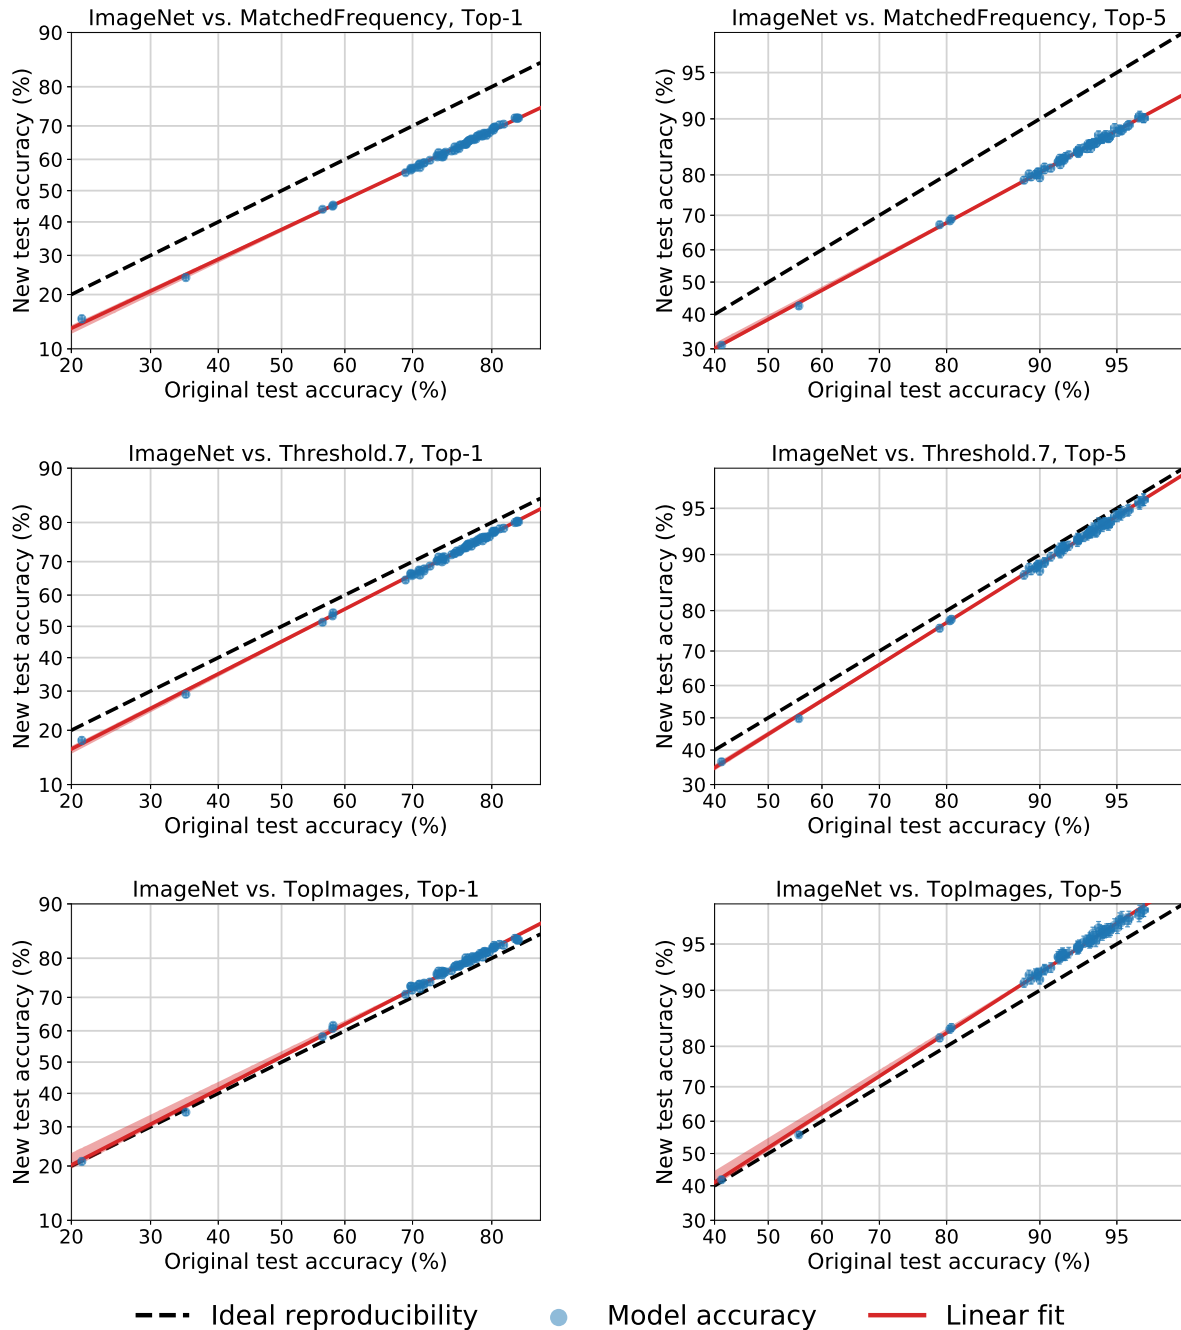 ImageNet vs. MatchedFrequency, Top-1
90
80
70
60
50
40
30
20
10
New test accuracy (%)
20 30 40 50 60 70 80
Original test accuracy (%)
ImageNet vs. MatchedFrequency, Top-5
95
90
80
70
60
50
40
30
New test accuracy (%)
40 50 60 70 80 90 95
Original test accuracy (%)
ImageNet vs. Threshold.7, Top-1
90
80
70
60
50
40
30
20
10
New test accuracy (%)
20 30 40 50 60 70 80
Original test accuracy (%)
ImageNet vs. Threshold.7, Top-5
95
90
80
70
60
50
40
30
New test accuracy (%)
40 50 60 70 80 90 95
Original test accuracy (%)
ImageNet vs. TopImages, Top-1
90
80
70
60
50
40
30
20
10
New test accuracy (%)
20 30 40 50 60 70 80
Original test accuracy (%)
ImageNet vs. TopImages, Top-5
95
90
80
70
60
50
40
30
New test accuracy (%)
40 50 60 70 80 90 95
Original test accuracy (%)
Ideal reproducibility Model accuracy Linear fit